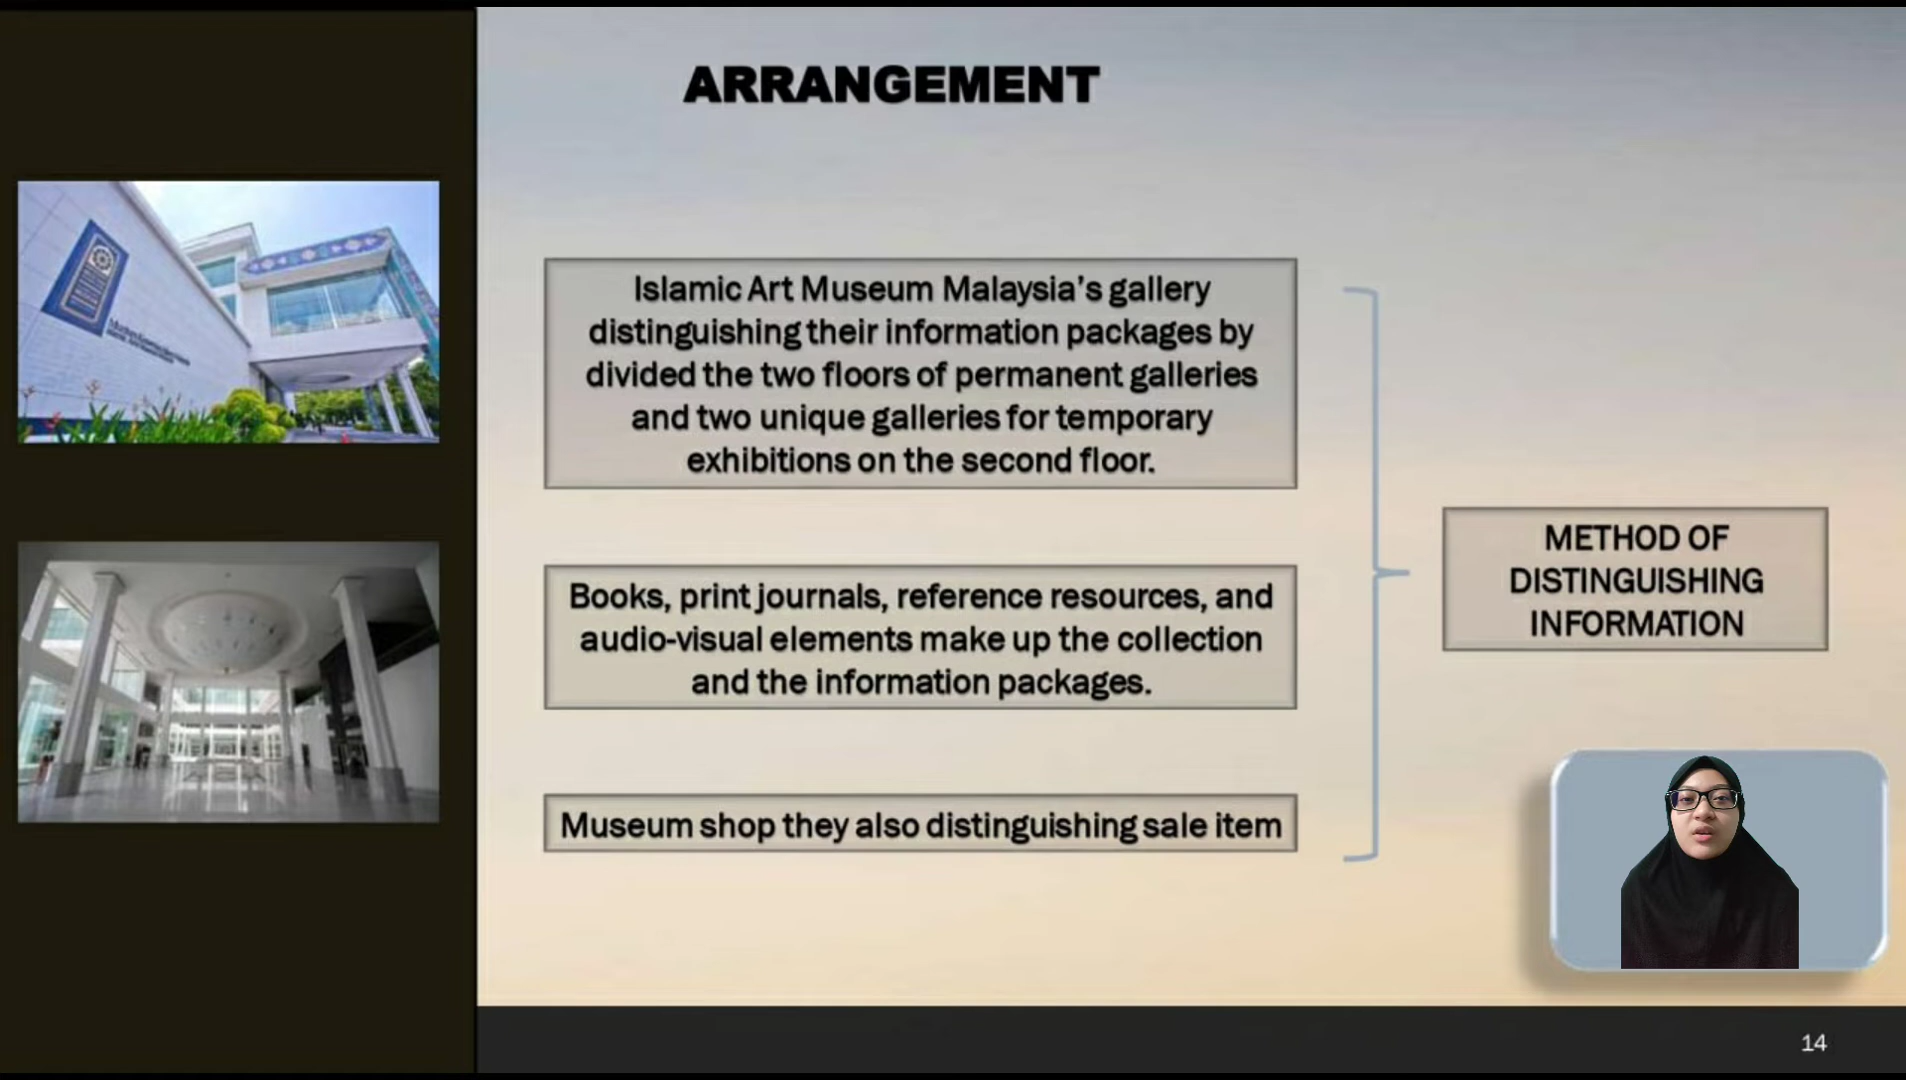 ARRANGEMENT
Islamic Art Museum Malaysia's gallery
distinguishing their information packages by
divided the two floors of permanent galleries
and two unique galleries for temporary
exhibitions on the second floor.
Books, print journals, reference resources, and
audio-visual elements make up the collection
and the information packages.
Museum shop they also distinguishing sale item
METHOD OF
DISTINGUISHING
INFORMATION
14